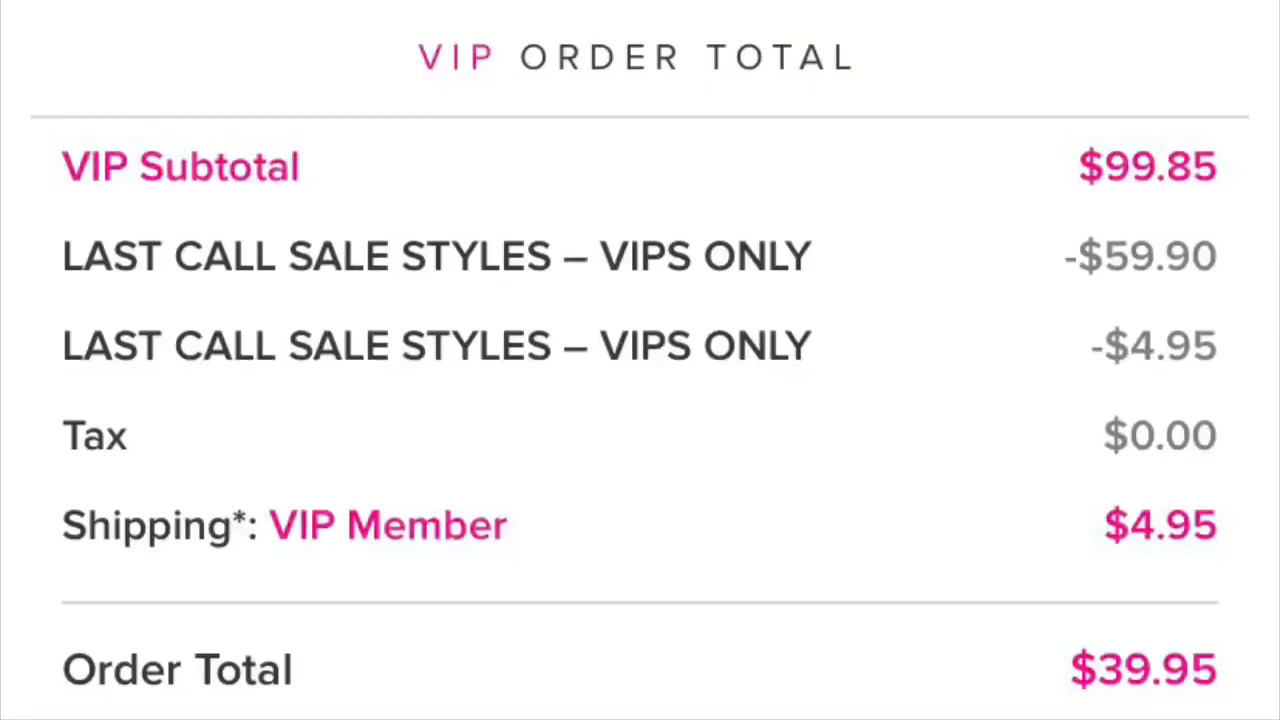 VIP ORDER TOTAL
VIP Subtotal $99.85
LAST CALL SALE STYLES – VIPS ONLY -$59.90
LAST CALL SALE STYLES – VIPS ONLY -$4.95
Tax $0.00
Shipping*: VIP Member $4.95
Order Total $39.95